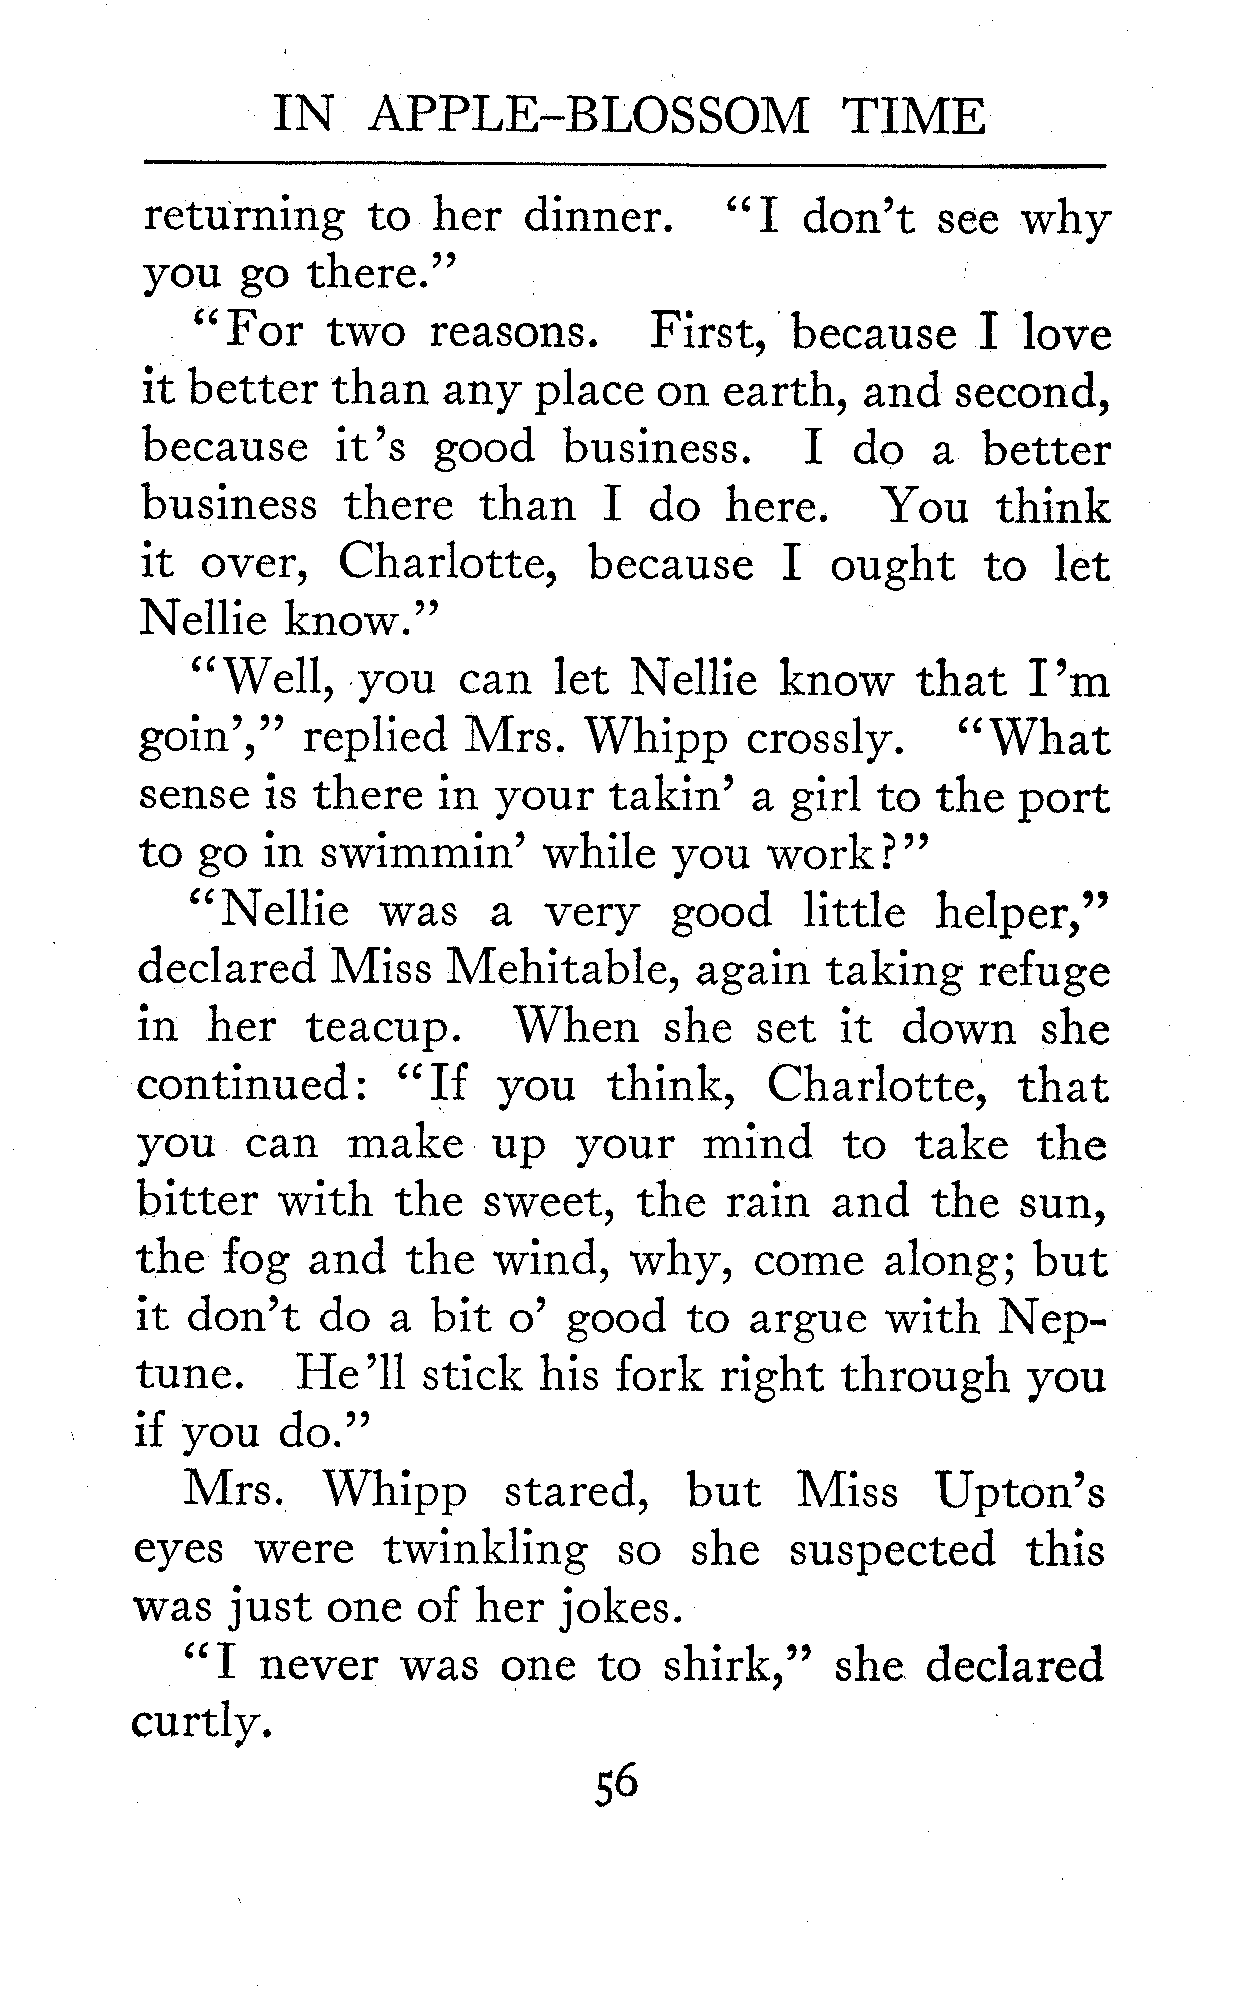 IN APPLE-BLOSSOM TIME
returning to her dinner. "I don't see why
you go there."
"For two reasons. First, because I love
it better than any place on earth, and second,
because it's good business. I do a better
business there than I do here. You think
it over, Charlotte, because I ought to let
Nellie know."
"Well, you can let Nellie know that I'm
goin'," replied Mrs. Whipp crossly. "What
sense is there in your takin' a girl to the port
to go in swimmin' while you work?"
"Nellie was a very good little helper,"
declared Miss Mehitable, again taking refuge
in her teacup. When she set it down she
continued: "If you think, Charlotte, that
you can make up your mind to take the
bitter with the sweet, the rain and the sun,
the fog and the wind, why, come along; but
it don't do a bit o' good to argue with Nep-
tune. He'll stick his fork right through you
if you do."
Mrs. Whipp stared, but Miss Upton's
eyes were twinkling so she suspected this
was just one of her jokes.
"I never was one to shirk," she declared
curtly.
56